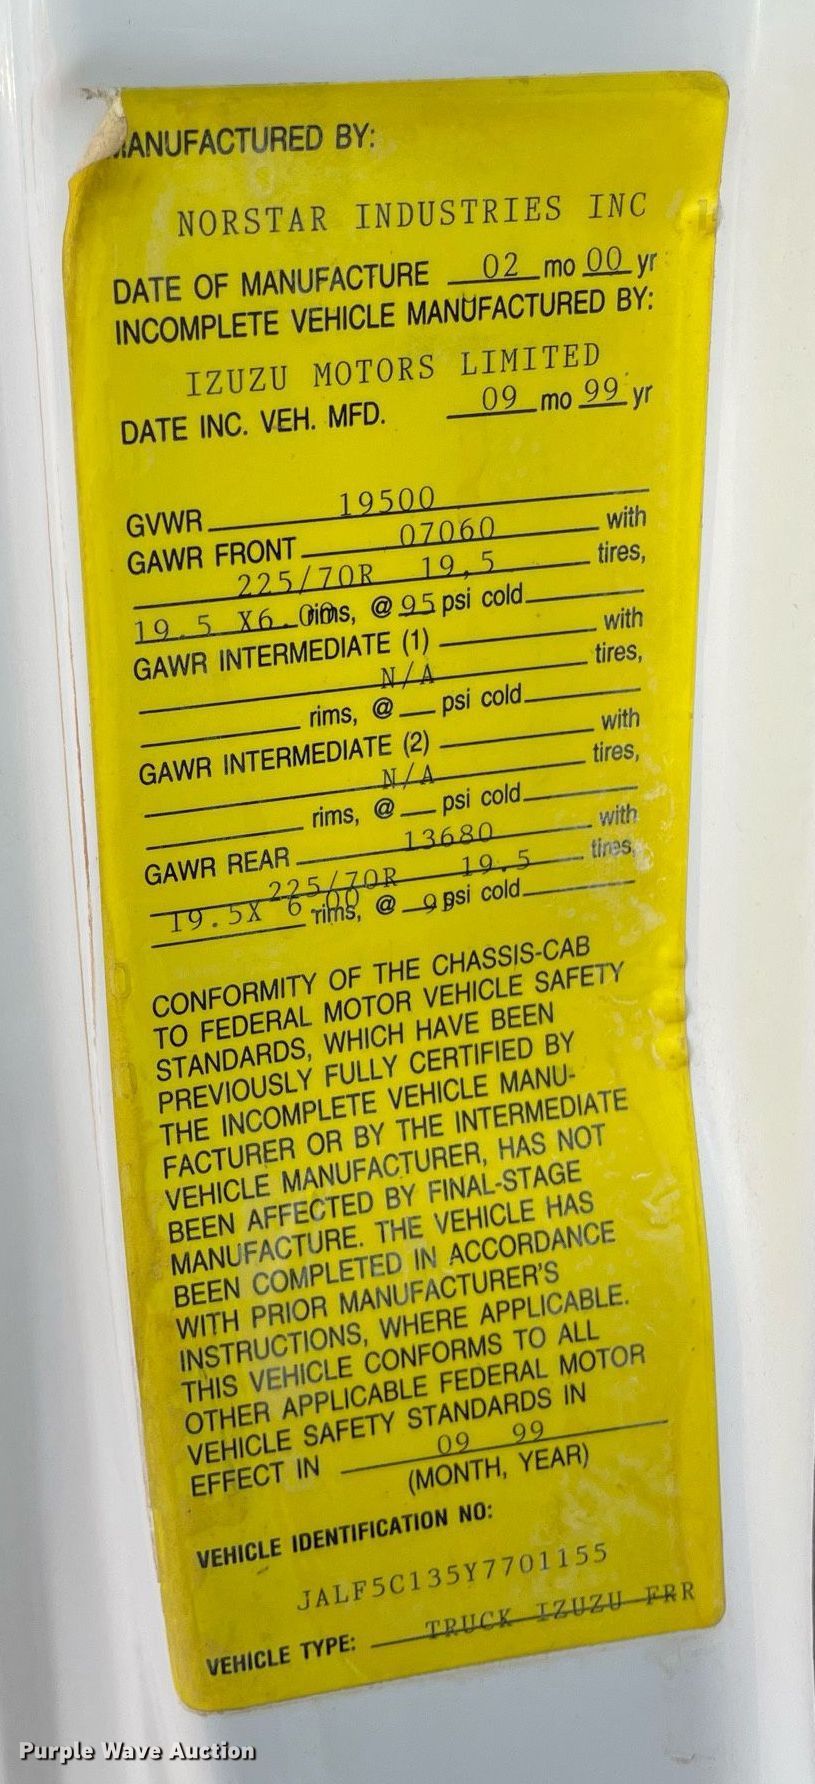 MANUFACTURED BY:
NORSTAR INDUSTRIES INC
DATE OF MANUFACTURE 02 mo 00 yr
INCOMPLETE VEHICLE MANUFACTURED BY:
IZUZU MOTORS LIMITED
DATE INC. VEH. MFD. 09 mo 99 yr
GVWR 19500
GAWR FRONT 07060 with
225/70R 19,5 tires,
19.5 X6.00 rims, @ 95 psi cold
GAWR INTERMEDIATE (1) with
N/A tires,
rims, @ psi cold
GAWR INTERMEDIATE (2) with
N/A tires,
rims, @ psi cold
GAWR REAR 13680 with
225/70R 19.5 tires,
19.5X 6.00 rims, @ 9 psi cold
CONFORMITY OF THE CHASSIS-CAB
TO FEDERAL MOTOR VEHICLE SAFETY
STANDARDS, WHICH HAVE BEEN
PREVIOUSLY FULLY CERTIFIED BY
THE INCOMPLETE VEHICLE MANU-
FACTURER OR BY THE INTERMEDIATE
VEHICLE MANUFACTURER, HAS NOT
BEEN AFFECTED BY FINAL-STAGE
MANUFACTURE. THE VEHICLE HAS
BEEN COMPLETED IN ACCORDANCE
WITH PRIOR MANUFACTURER'S
INSTRUCTIONS, WHERE APPLICABLE.
THIS VEHICLE CONFORMS TO ALL
OTHER APPLICABLE FEDERAL MOTOR
VEHICLE SAFETY STANDARDS IN
EFFECT IN 09 99
(MONTH, YEAR)
VEHICLE IDENTIFICATION NO:
JALF5C135Y7701155
VEHICLE TYPE: TRUCK IZUZU FRR
Purple Wave Auction